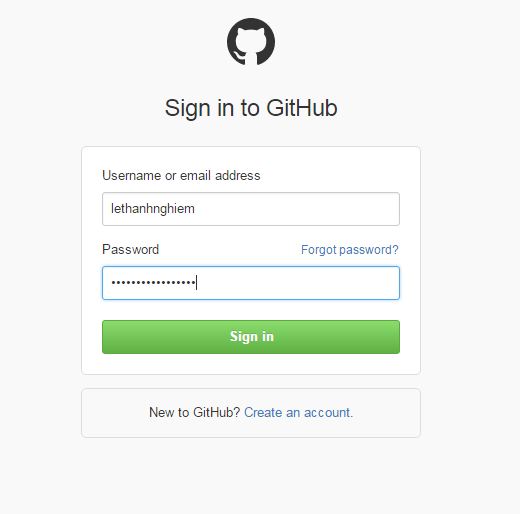 Sign in to GitHub
Username or email address
lethanhnghiem
Password Forgot password?
•••••••••••••••••
Sign in
New to GitHub? Create an account.